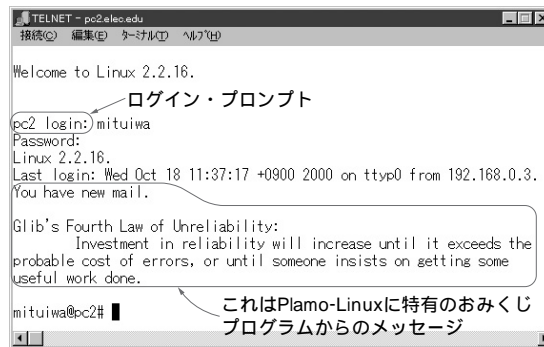 TELNET - pc2.elec.edu
接続(C) 編集(E) ターミナル(T) ヘルプ(H)
Welcome to Linux 2.2.16.
ログイン・プロンプト
pc2 login: mituiwa
Password:
Linux 2.2.16.
Last login: Wed Oct 18 11:37:17 +0900 2000 on ttyp0 from 192.168.0.3.
You have new mail.
Glib's Fourth Law of Unreliability:
Investment in reliability will increase until it exceeds the
probable cost of errors, or until someone insists on getting some
useful work done.
mituiwa@pc2#
これはPlamo-Linuxに特有のおみくじ
プログラムからのメッセージ